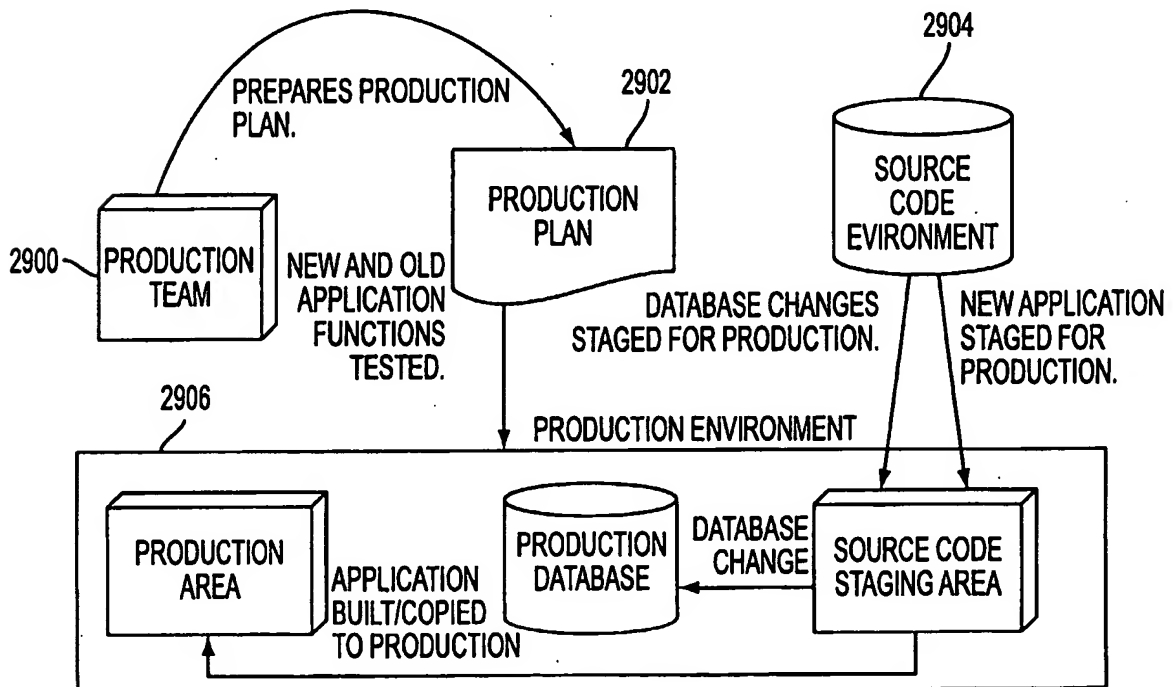 2904
PREPARES PRODUCTION
PLAN.
2902
SOURCE
CODE
EVIRONMENT
PRODUCTION
PLAN
2900
PRODUCTION
TEAM
NEW AND OLD
APPLICATION
FUNCTIONS
TESTED.
DATABASE CHANGES
STAGED FOR PRODUCTION.
NEW APPLICATION
STAGED FOR
PRODUCTION.
2906
PRODUCTION ENVIRONMENT
PRODUCTION
AREA
APPLICATION
BUILT/COPIED
TO PRODUCTION
PRODUCTION
DATABASE
DATABASE
CHANGE
SOURCE CODE
STAGING AREA